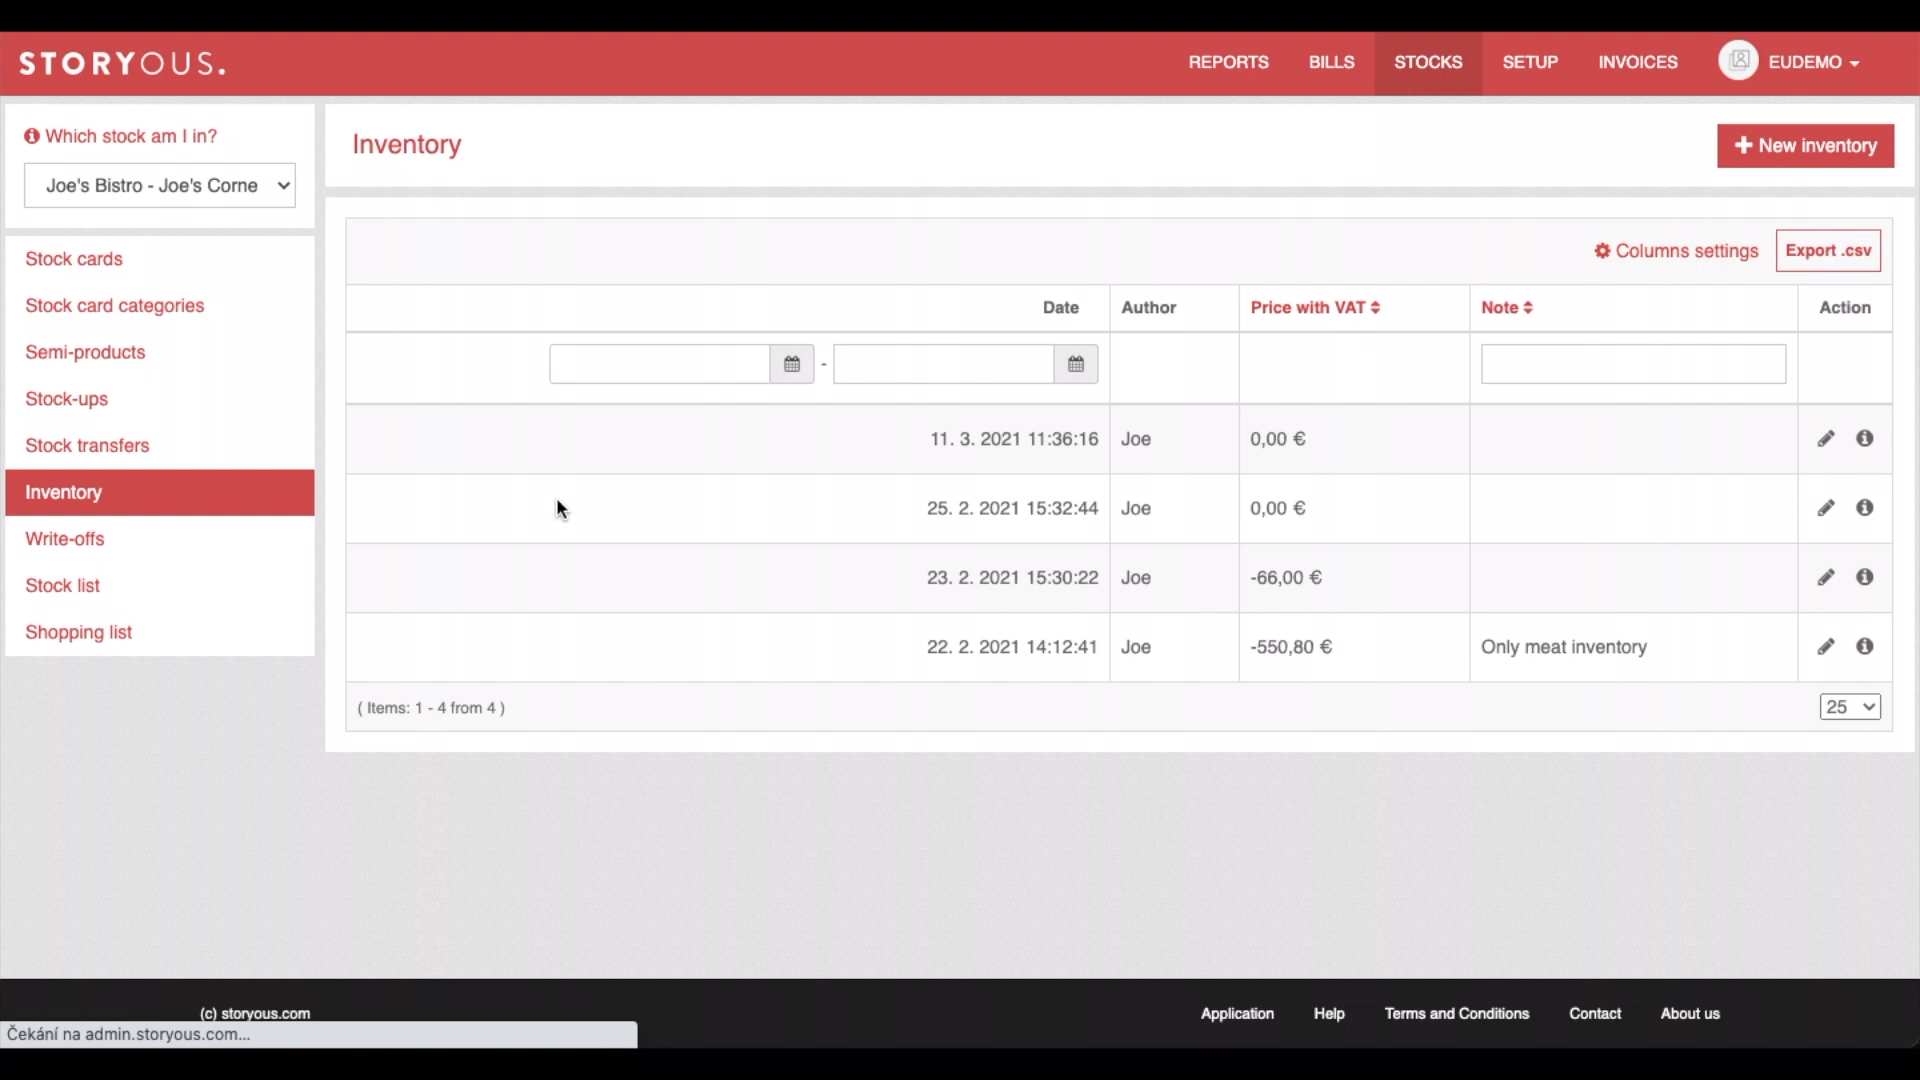 STORYOUS.
REPORTS BILLS STOCKS SETUP INVOICES EUDEMO
Which stock am I in?
Joe's Bistro - Joe's Corne
Stock cards
Stock card categories
Semi-products
Stock-ups
Stock transfers
Inventory
Write-offs
Stock list
Shopping list
Inventory
New inventory
Columns settings Export .csv
Date Author Price with VAT Note Action
-
11. 3. 2021 11:36:16 Joe 0,00 €
25. 2. 2021 15:32:44 Joe 0,00 €
23. 2. 2021 15:30:22 Joe -66,00 €
22. 2. 2021 14:12:41 Joe -550,80 € Only meat inventory
( Items: 1 - 4 from 4 ) 25
(c) storyous.com Application Help Terms and Conditions Contact About us
Čekání na admin.storyous.com...